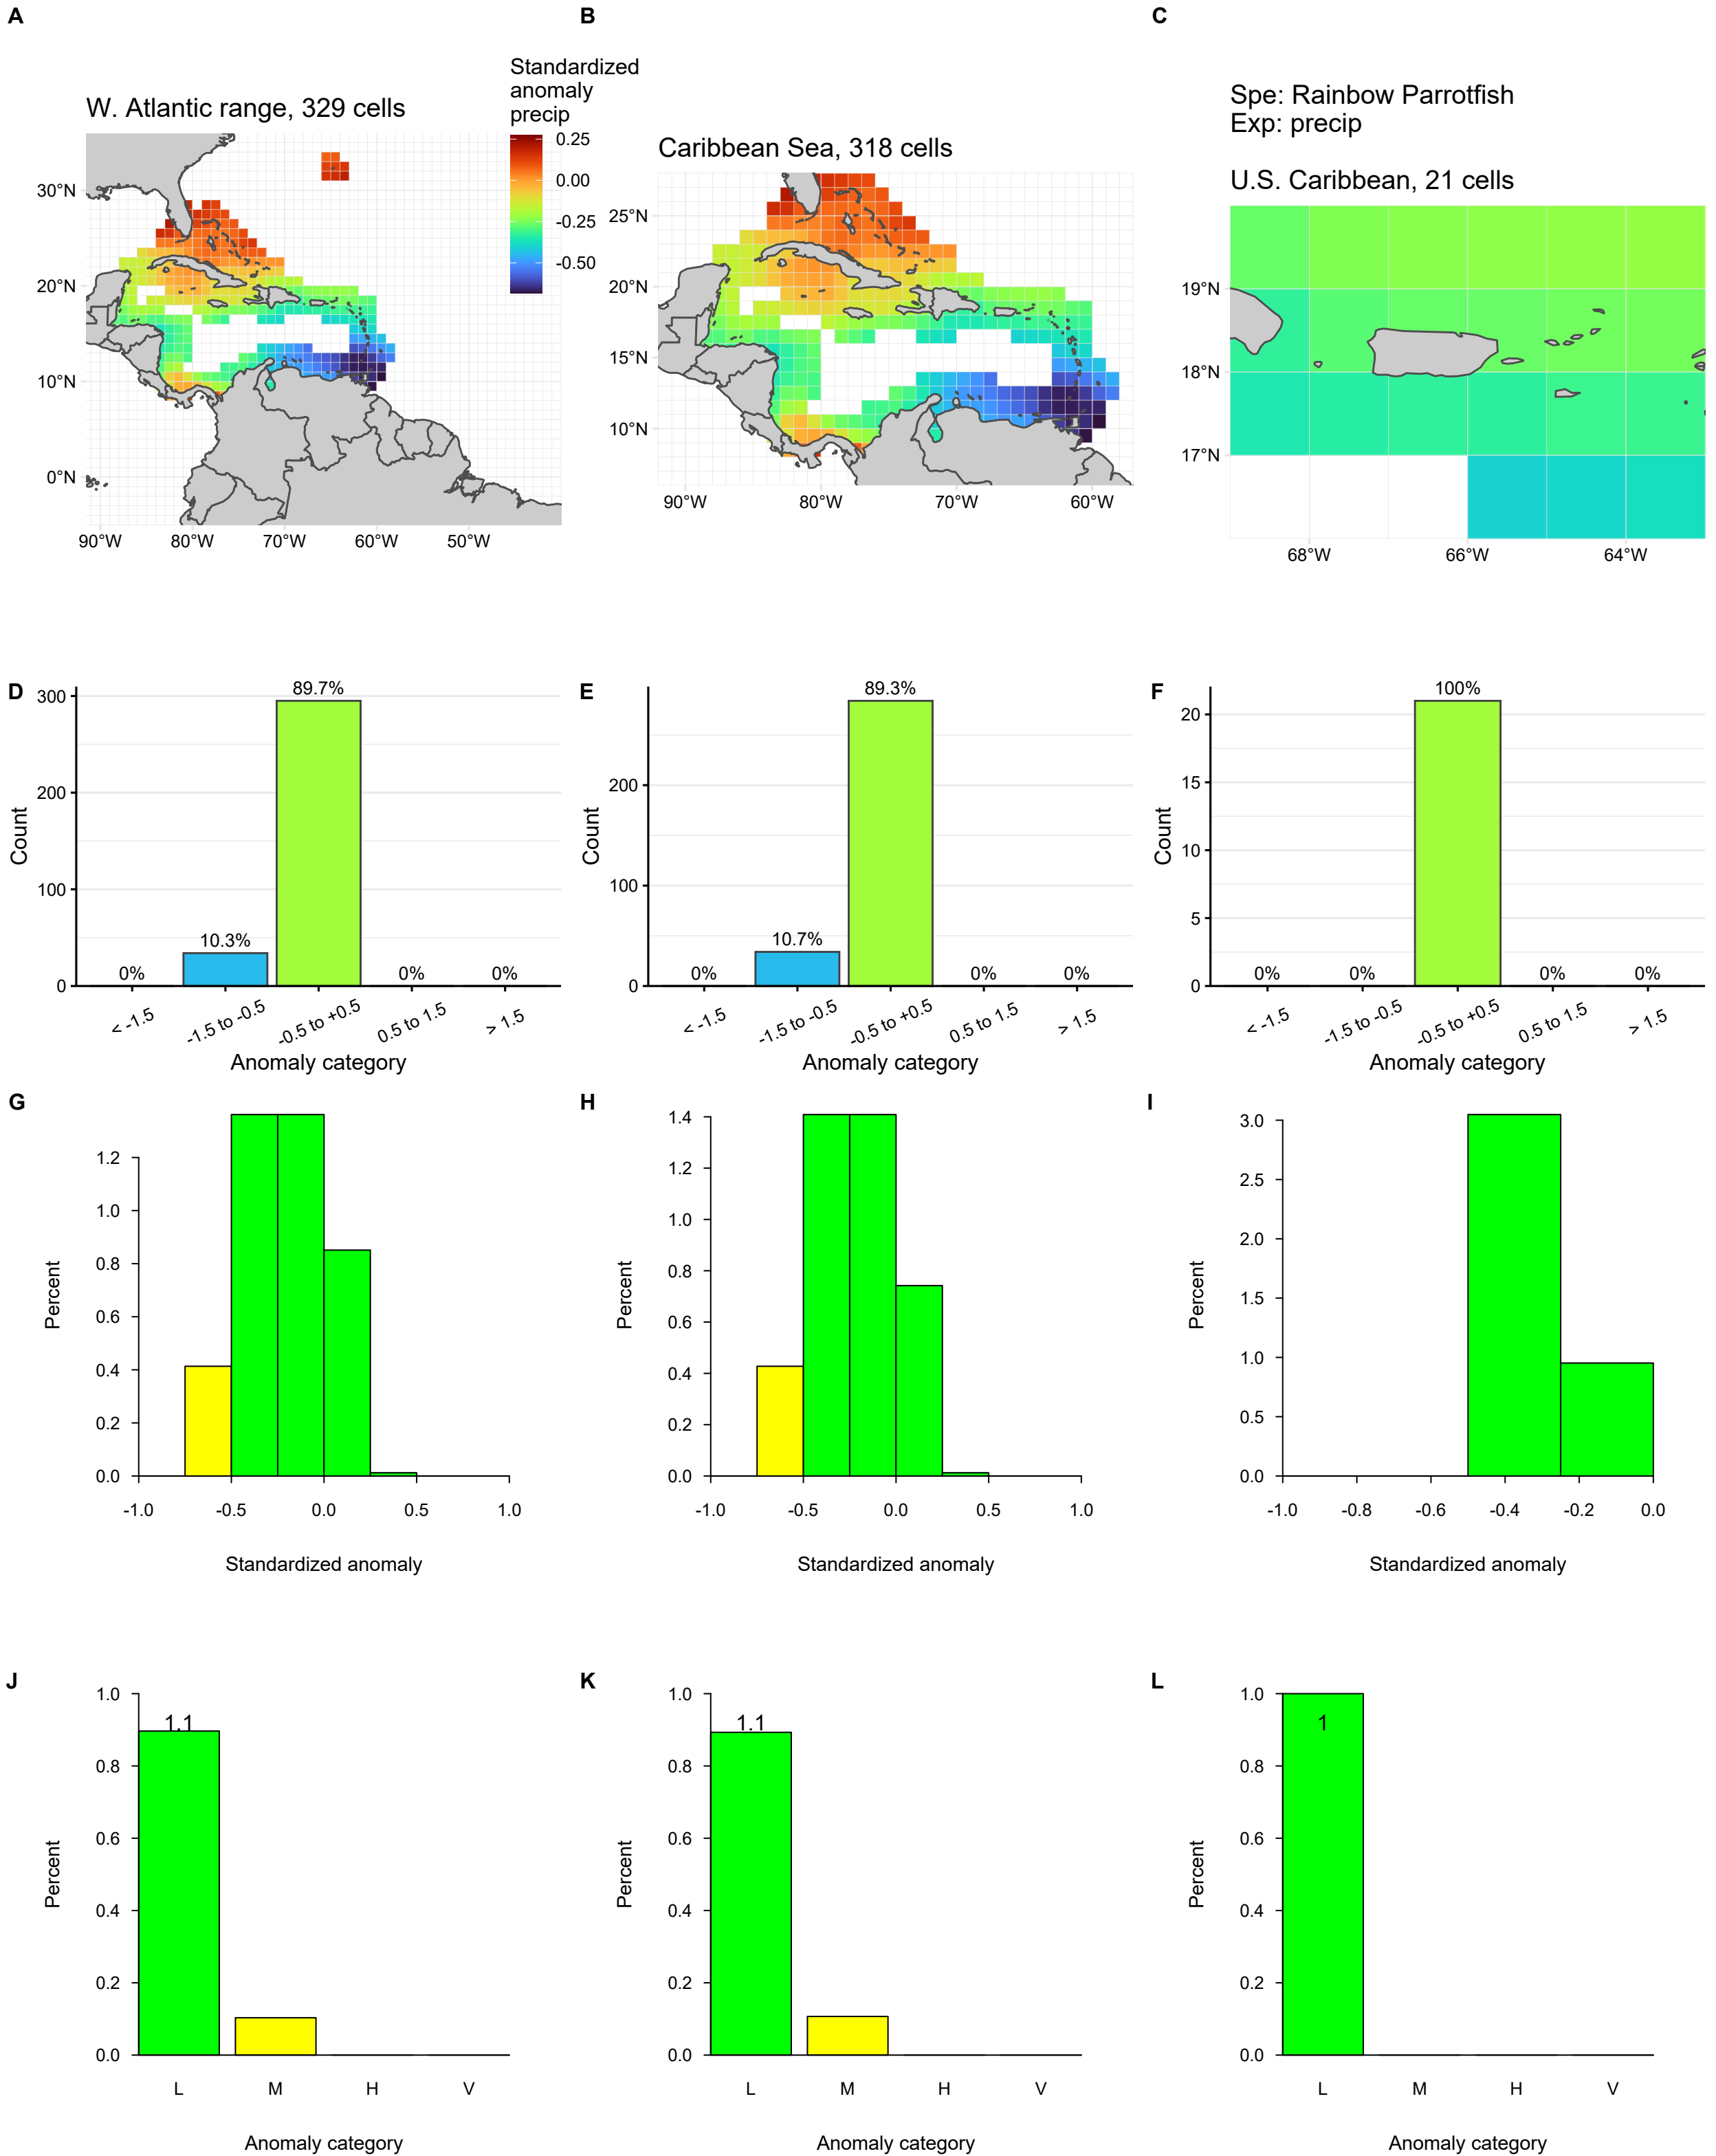 A
B
C
Standardized
anomaly
precip
0.25
0.00
-0.25
-0.50
W. Atlantic range, 329 cells
30°N
20°N
10°N
0°N
90°W 80°W 70°W 60°W 50°W
Caribbean Sea, 318 cells
25°N
20°N
15°N
10°N
90°W 80°W 70°W 60°W
Spe: Rainbow Parrotfish
Exp: precip
U.S. Caribbean, 21 cells
19°N
18°N
17°N
68°W 66°W 64°W
D
300
200
100
0
Count
0% 10.3% 89.7% 0% 0%
< -1.5 -1.5 to -0.5 -0.5 to +0.5 0.5 to 1.5 > 1.5
Anomaly category
E
200
100
0
Count
0% 10.7% 89.3% 0% 0%
< -1.5 -1.5 to -0.5 -0.5 to +0.5 0.5 to 1.5 > 1.5
Anomaly category
F
20
15
10
5
0
Count
0% 0% 100% 0% 0%
< -1.5 -1.5 to -0.5 -0.5 to +0.5 0.5 to 1.5 > 1.5
Anomaly category
G
1.2
1.0
0.8
0.6
0.4
0.2
0.0
Percent
-1.0 -0.5 0.0 0.5 1.0
Standardized anomaly
H
1.4
1.2
1.0
0.8
0.6
0.4
0.2
0.0
Percent
-1.0 -0.5 0.0 0.5 1.0
Standardized anomaly
I
3.0
2.5
2.0
1.5
1.0
0.5
0.0
Percent
-1.0 -0.8 -0.6 -0.4 -0.2 0.0
Standardized anomaly
J
1.0
0.8
0.6
0.4
0.2
0.0
Percent
1.1
L M H V
Anomaly category
K
1.0
0.8
0.6
0.4
0.2
0.0
Percent
1.1
L M H V
Anomaly category
L
1.0
0.8
0.6
0.4
0.2
0.0
Percent
1
L M H V
Anomaly category